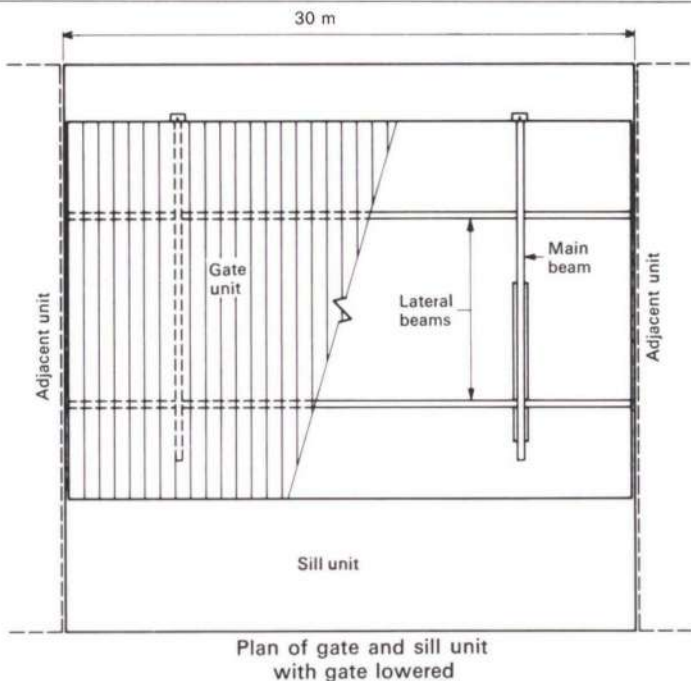 30 m
Adjacent unit
Gate
unit
Lateral
beams
Main
beam
Adjacent unit
Sill unit
Plan of gate and sill unit
with gate lowered